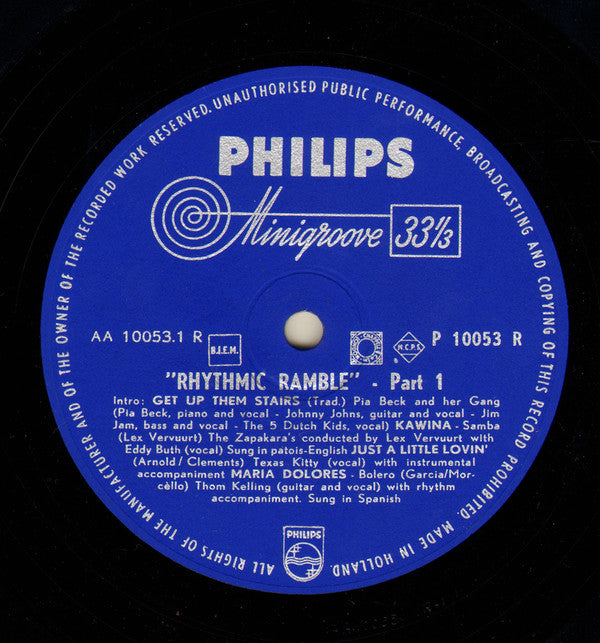 ALL RIGHTS OF THE MANUFACTURER AND OF THE OWNER OF THE RECORDED WORK RESERVED. UNAUTHORISED PUBLIC PERFORMANCE BROADCASTING AND COPYING OF THIS RECORD PROHIBITED. MADE IN HOLLAND.
PHILIPS
Minigroove 33⅓
AA 10053.1 R B.I.E.M. N.C.P.S. P 10053 R
"RHYTHMIC RAMBLE" - Part 1
Intro: GET UP THEM STAIRS (Trad.) Pia Beck and her Gang
(Pia Beck, piano and vocal - Johnny Johns, guitar and vocal - Jim
Jam, bass and vocal - The 5 Dutch Kids, vocal) KAWINA - Samba
(Lex Vervuurt) The Zapakara's conducted by Lex Vervuurt with
Eddy Buth (vocal) Sung in patois-English JUST A LITTLE LOVIN'
(Arnold / Clements) Texas Kitty (vocal) with instrumental
accompaniment MARIA DOLORES - Bolero (Garcia/Mor-
cèllo) Thom Kelling (guitar and vocal) with rhythm
accompaniment. Sung in Spanish
PHILIPS